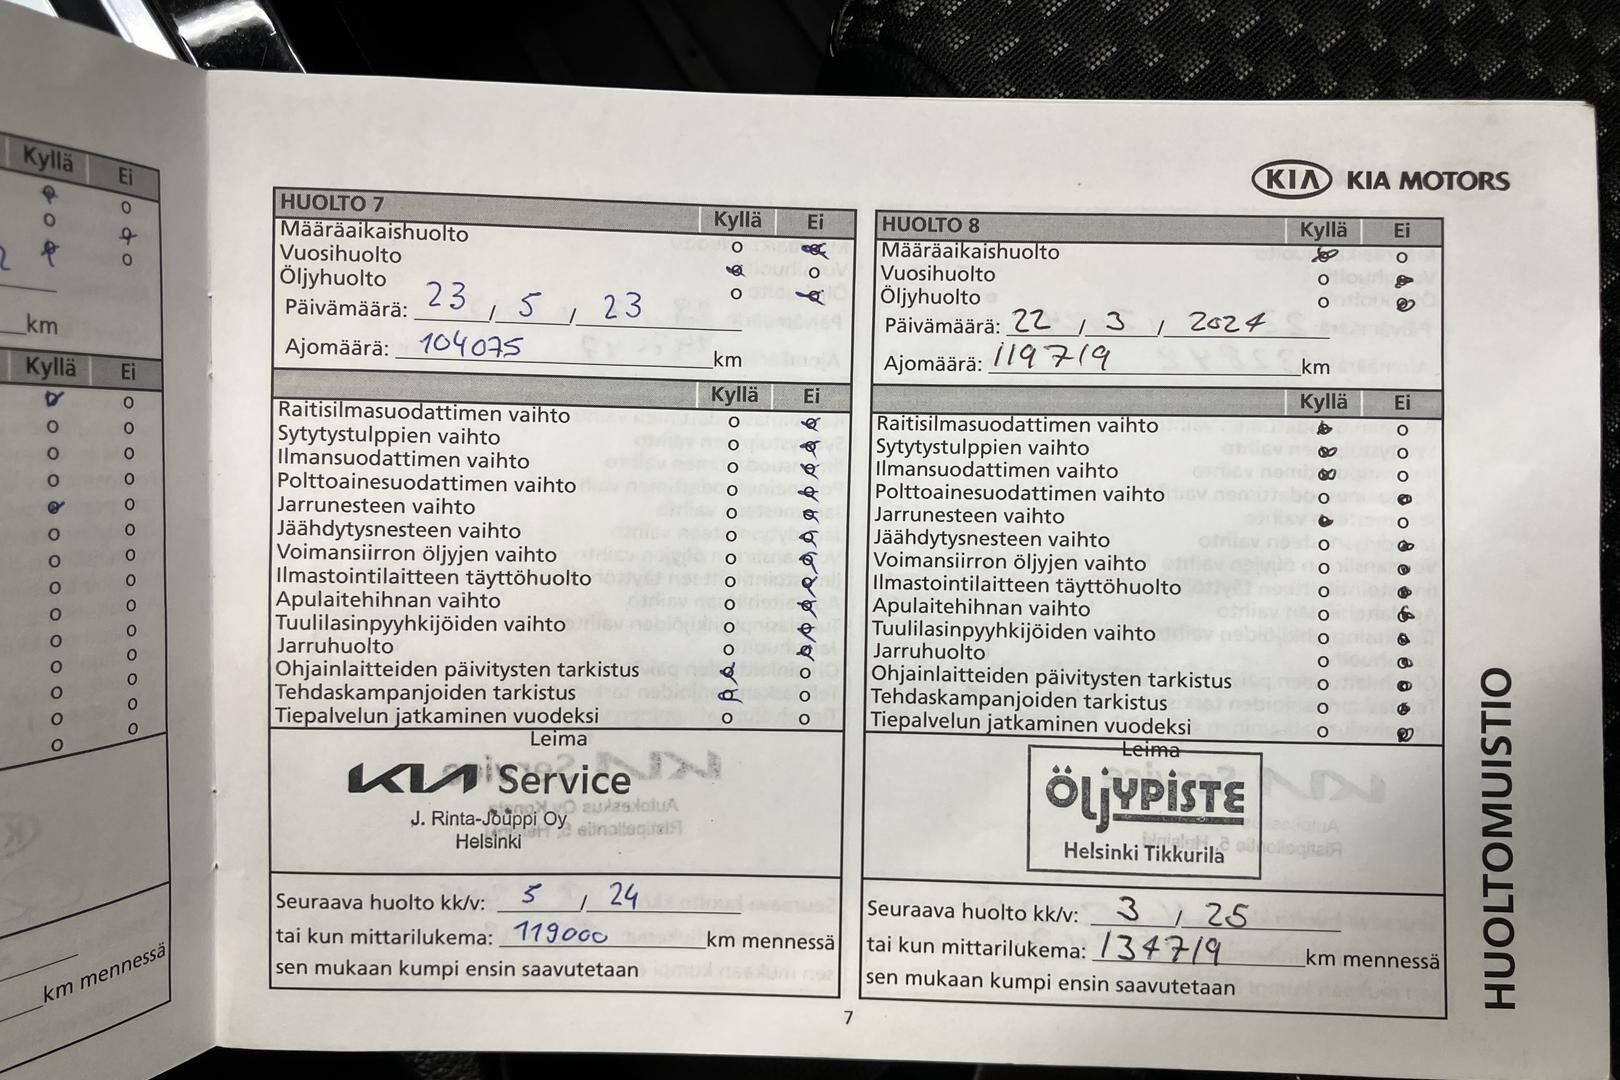 Kyllä Ei
km
Kyllä Ei
km mennessä
KIA KIA MOTORS
HUOLTO 7 Kyllä Ei
Määräaikaishuolto
Vuosihuolto
Öljyhuolto
Päivämäärä: 23 / 5 / 23
Ajomäärä: 104075 km
Kyllä Ei
Raitisilmasuodattimen vaihto
Sytytystulppien vaihto
Ilmansuodattimen vaihto
Polttoainesuodattimen vaihto
Jarrunesteen vaihto
Jäähdytysnesteen vaihto
Voimansiirron öljyjen vaihto
Ilmastointilaitteen täyttöhuolto
Apulaitehihnan vaihto
Tuulilasinpyyhkijöiden vaihto
Jarruhuolto
Ohjainlaitteiden päivitysten tarkistus
Tehdaskampanjoiden tarkistus
Tiepalvelun jatkaminen vuodeksi
Leima
KIA Service
J. Rinta-Jouppi Oy
Helsinki
Seuraava huolto kk/v: 5 / 24
tai kun mittarilukema: 119000 km mennessä
sen mukaan kumpi ensin saavutetaan
HUOLTO 8 Kyllä Ei
Määräaikaishuolto
Vuosihuolto
Öljyhuolto
Päivämäärä: 22 / 3 / 2024
Ajomäärä: 119719 km
Kyllä Ei
Raitisilmasuodattimen vaihto
Sytytystulppien vaihto
Ilmansuodattimen vaihto
Polttoainesuodattimen vaihto
Jarrunesteen vaihto
Jäähdytysnesteen vaihto
Voimansiirron öljyjen vaihto
Ilmastointilaitteen täyttöhuolto
Apulaitehihnan vaihto
Tuulilasinpyyhkijöiden vaihto
Jarruhuolto
Ohjainlaitteiden päivitysten tarkistus
Tehdaskampanjoiden tarkistus
Tiepalvelun jatkaminen vuodeksi
Leima
ÖljYPISTE
Helsinki Tikkurila
Seuraava huolto kk/v: 3 / 25
tai kun mittarilukema: 134719 km mennessä
sen mukaan kumpi ensin saavutetaan
HUOLTOMUISTIO
7